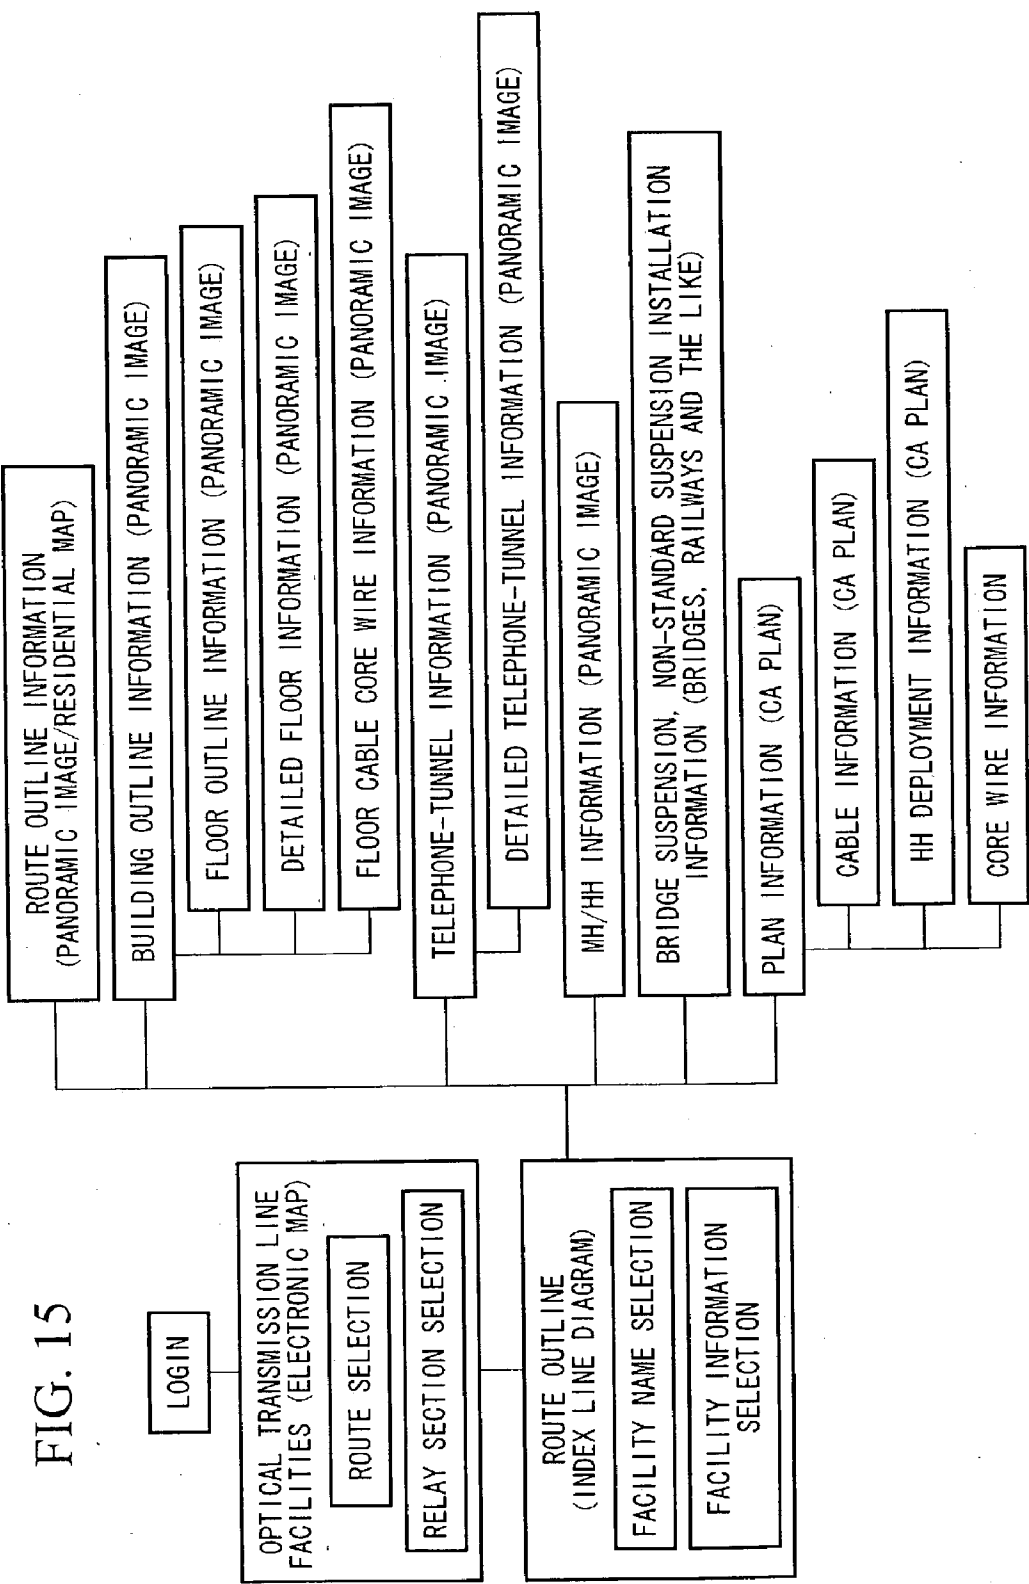 FIG. 15
LOGIN
OPTICAL TRANSMISSION LINE
FACILITIES (ELECTRONIC MAP)
ROUTE SELECTION
RELAY SECTION SELECTION
ROUTE OUTLINE
(INDEX LINE DIAGRAM)
FACILITY NAME SELECTION
FACILITY INFORMATION
SELECTION
ROUTE OUTLINE INFORMATION
(PANORAMIC IMAGE/RESIDENTIAL MAP)
BUILDING OUTLINE INFORMATION (PANORAMIC IMAGE)
FLOOR OUTLINE INFORMATION (PANORAMIC IMAGE)
DETAILED FLOOR INFORMATION (PANORAMIC IMAGE)
FLOOR CABLE CORE WIRE INFORMATION (PANORAMIC IMAGE)
TELEPHONE-TUNNEL INFORMATION (PANORAMIC IMAGE)
DETAILED TELEPHONE-TUNNEL INFORMATION (PANORAMIC IMAGE)
MH/HH INFORMATION (PANORAMIC IMAGE)
BRIDGE SUSPENSION, NON-STANDARD SUSPENSION INSTALLATION
INFORMATION (BRIDGES, RAILWAYS AND THE LIKE)
PLAN INFORMATION (CA PLAN)
CABLE INFORMATION (CA PLAN)
HH DEPLOYMENT INFORMATION (CA PLAN)
CORE WIRE INFORMATION